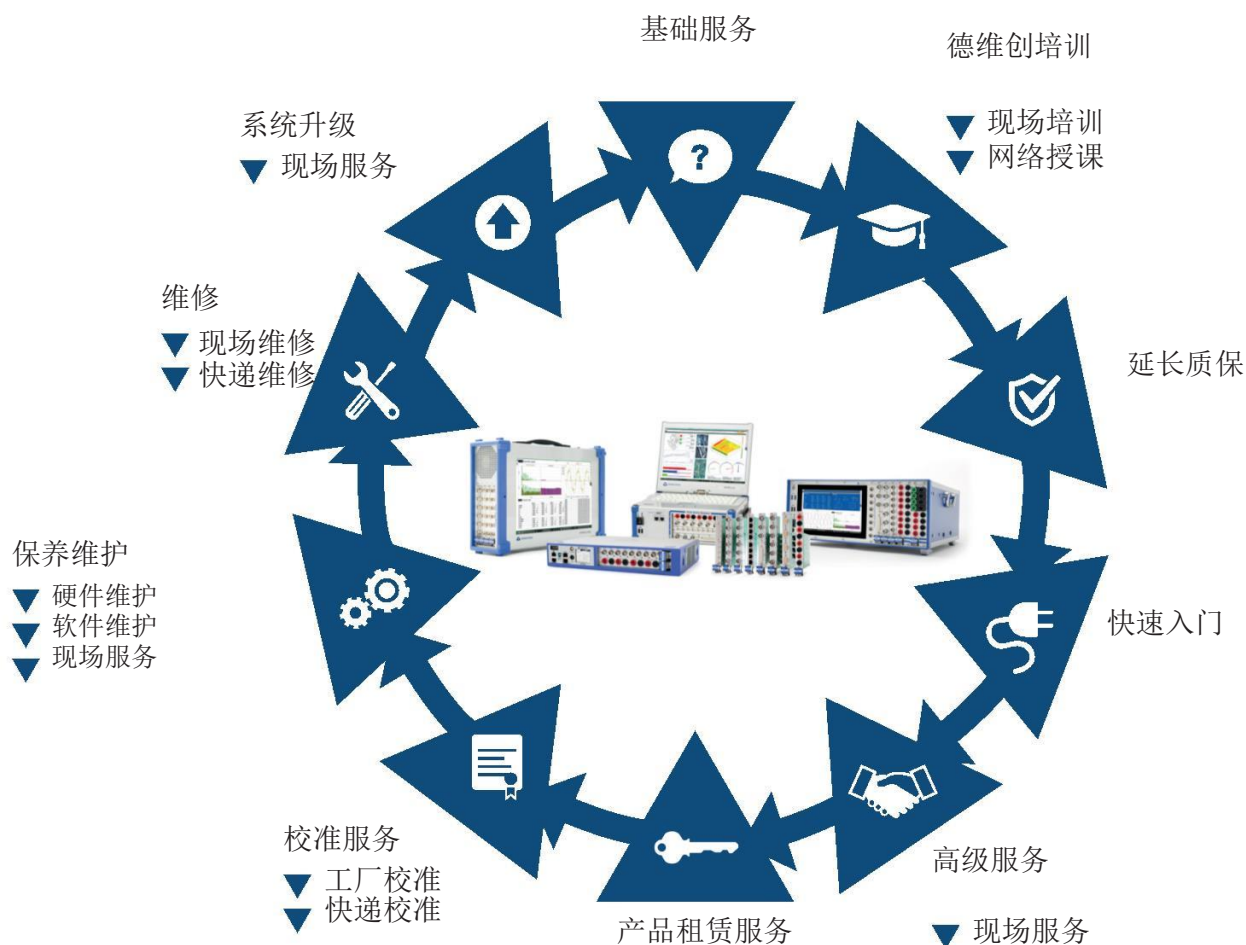 基础服务
德维创培训
现场培训
网络授课
延长质保
快速入门
高级服务
现场服务
产品租赁服务
校准服务
工厂校准
快递校准
保养维护
硬件维护
软件维护
现场服务
维修
现场维修
快递维修
系统升级
现场服务
?